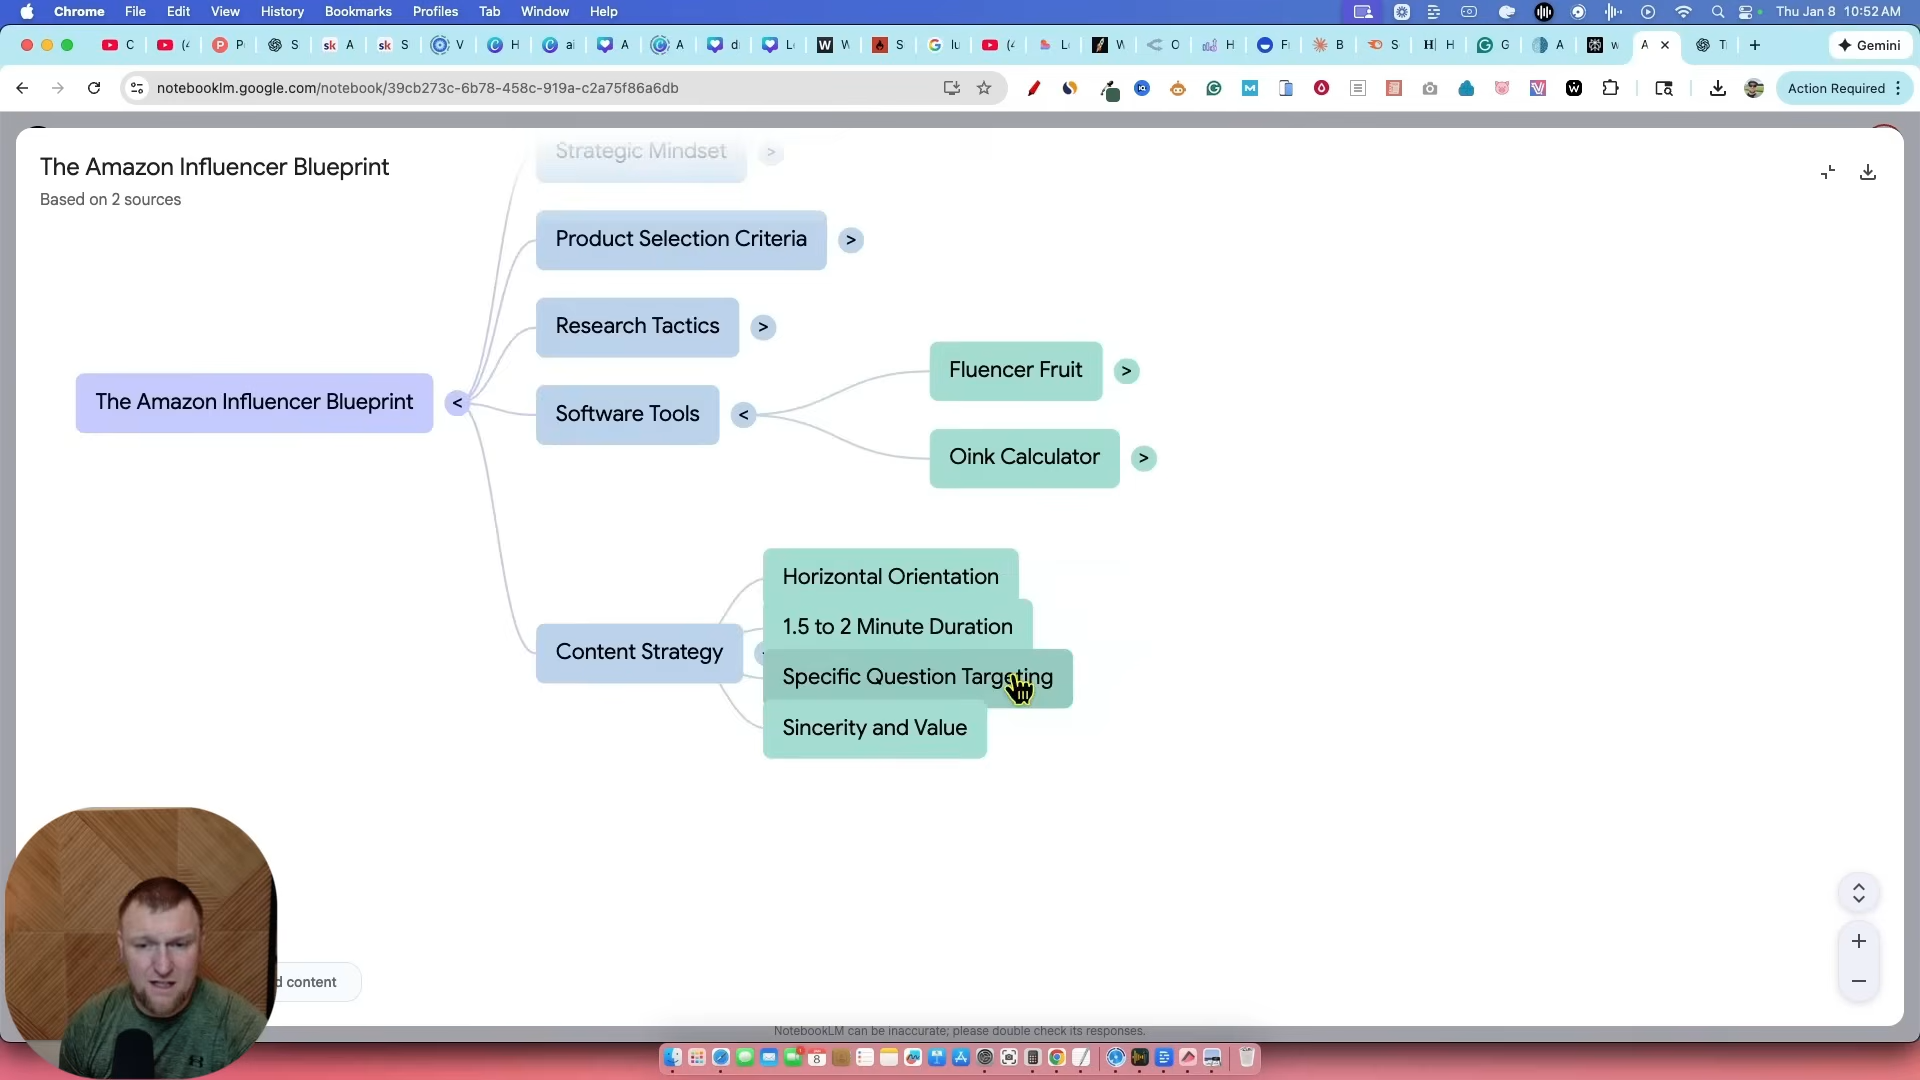 Chrome File Edit View History Bookmarks Profiles Tab Window Help
Thu Jan 8 10:52 AM
Gemini
notebooklm.google.com/notebook/39cb273c-6b78-458c-919a-c2a75f86a6db
Action Required
The Amazon Influencer Blueprint
Based on 2 sources
Strategic Mindset >
Product Selection Criteria >
Research Tactics >
Fluencer Fruit >
The Amazon Influencer Blueprint <
Software Tools <
Oink Calculator >
Horizontal Orientation
1.5 to 2 Minute Duration
Content Strategy
Specific Question Targeting
Sincerity and Value
content
NotebookLM can be inaccurate; please double check its responses.